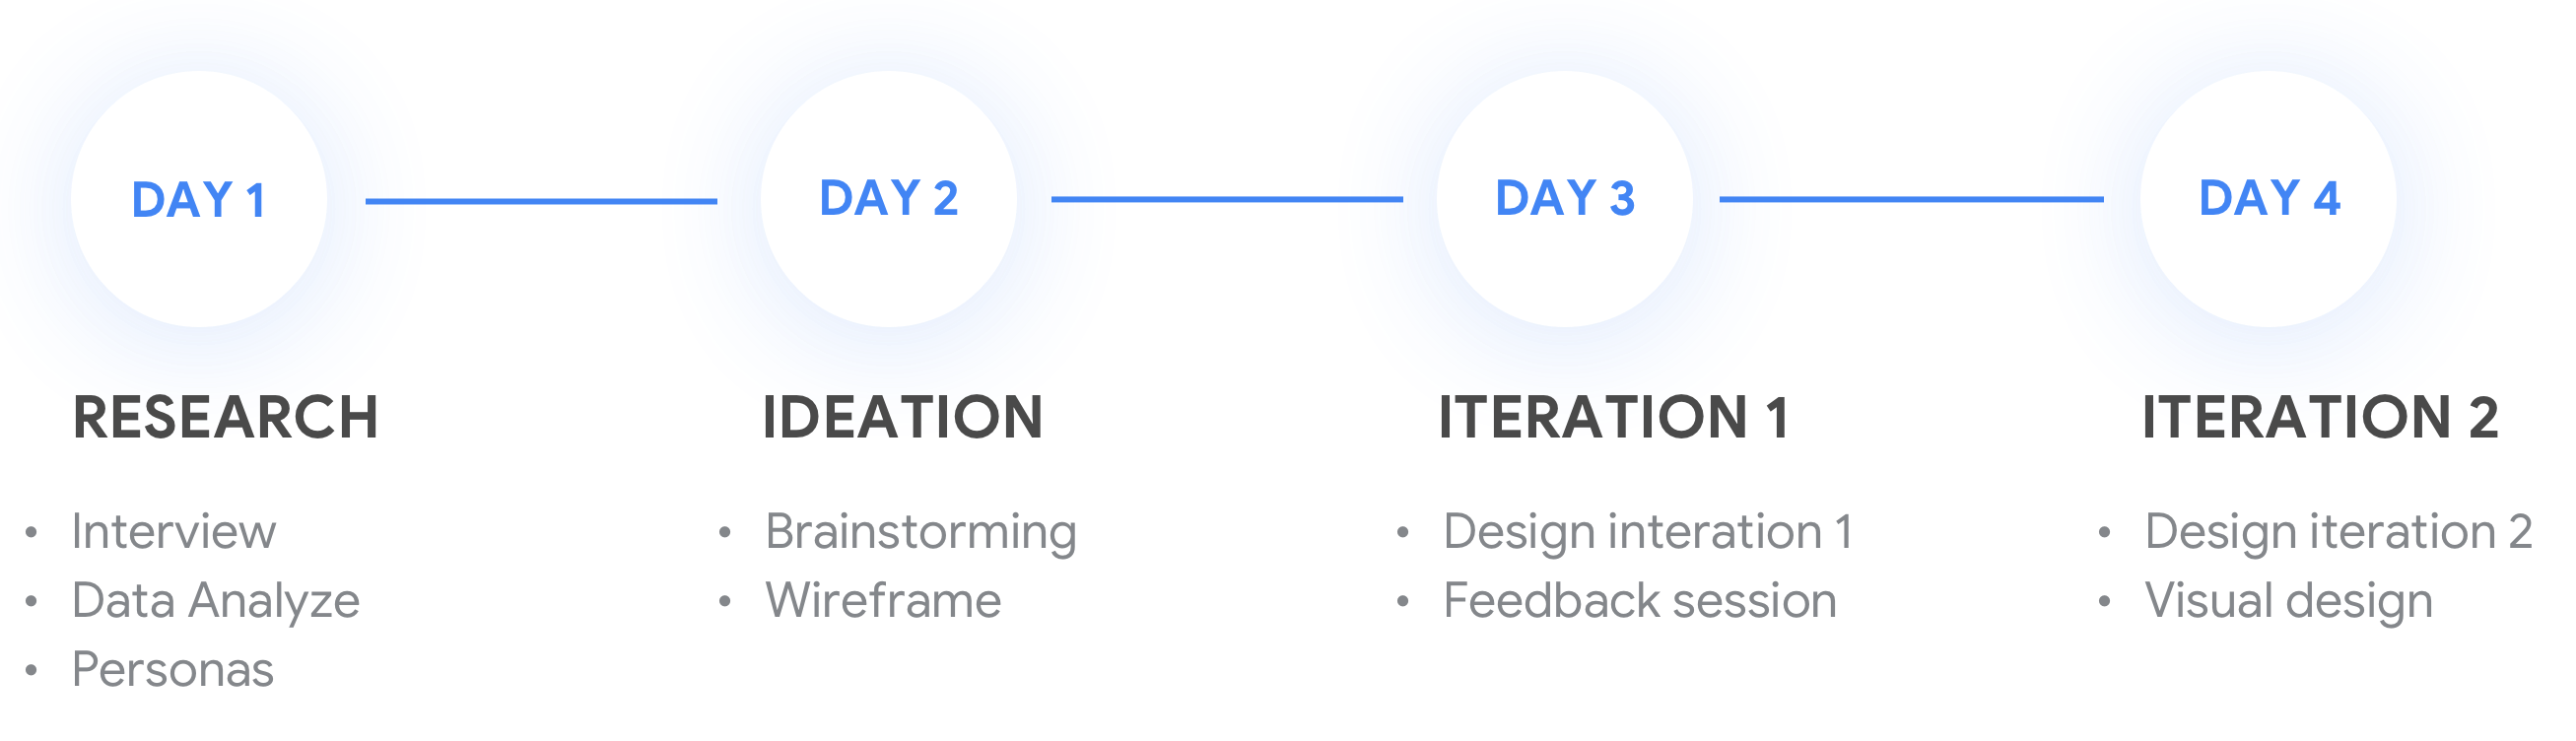 DAY 1
DAY 2
DAY 3
DAY 4
RESEARCH
• Interview
• Data Analyze
• Personas
IDEATION
• Brainstorming
• Wireframe
ITERATION 1
• Design interation 1
• Feedback session
ITERATION 2
• Design iteration 2
• Visual design